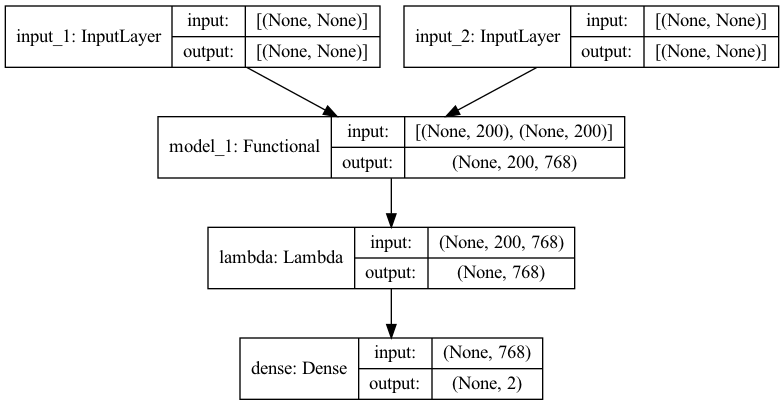 input_1: InputLayer
input: [(None, None)]
output: [(None, None)]
input_2: InputLayer
input: [(None, None)]
output: [(None, None)]
model_1: Functional
input: [(None, 200), (None, 200)]
output: (None, 200, 768)
lambda: Lambda
input: (None, 200, 768)
output: (None, 768)
dense: Dense
input: (None, 768)
output: (None, 2)